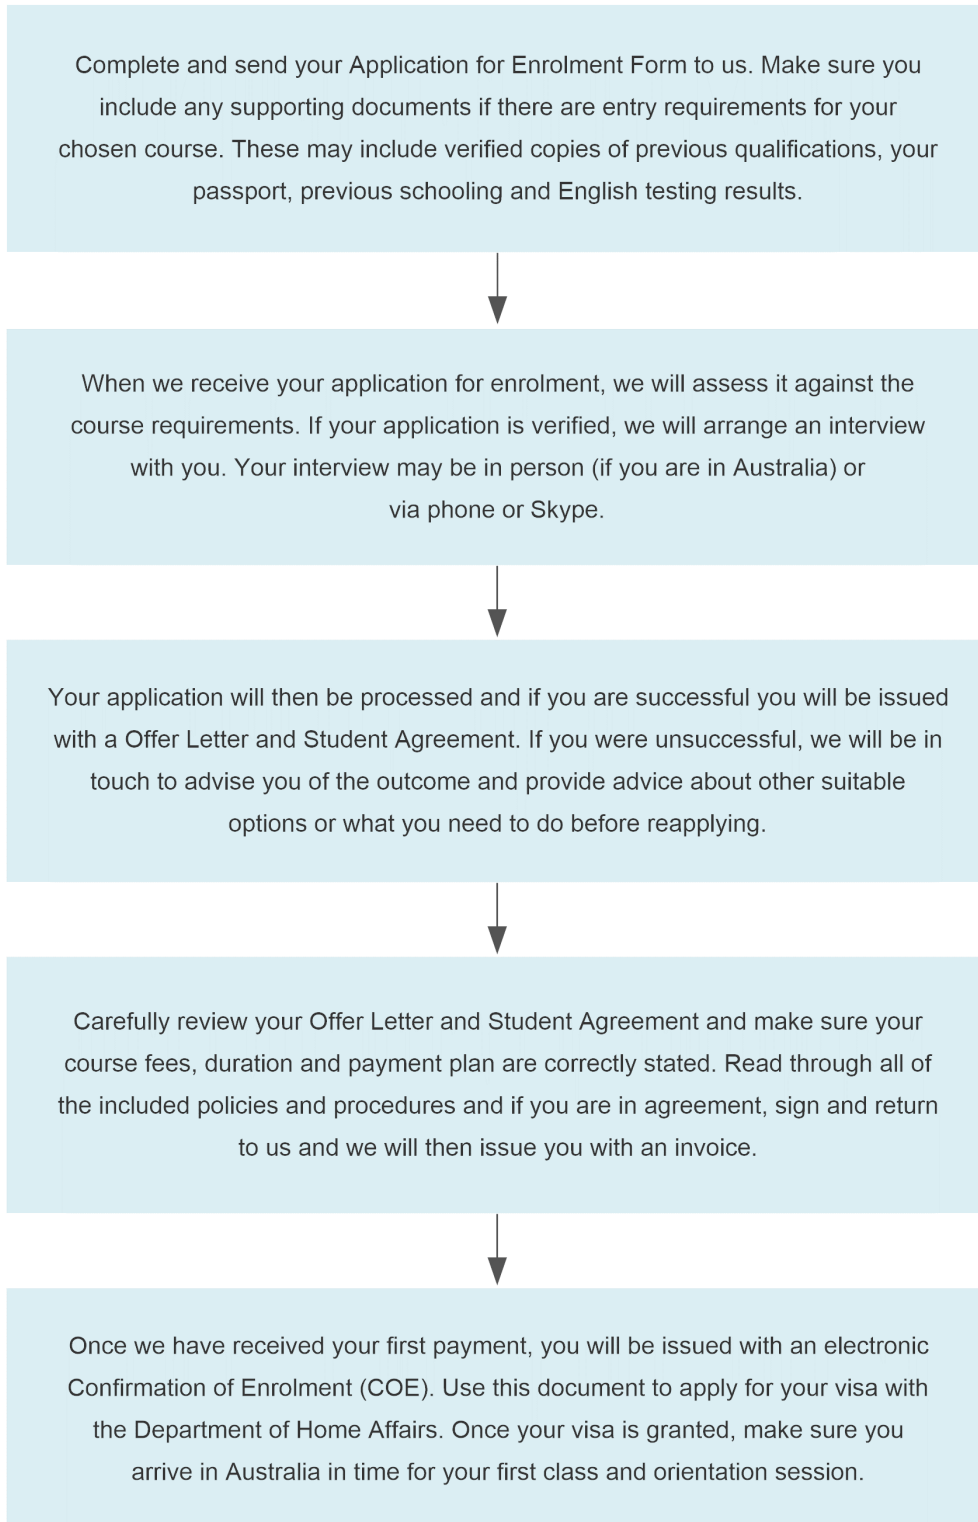 Complete and send your Application for Enrolment Form to us. Make sure you
include any supporting documents if there are entry requirements for your
chosen course. These may include verified copies of previous qualifications, your
passport, previous schooling and English testing results.
When we receive your application for enrolment, we will assess it against the
course requirements. If your application is verified, we will arrange an interview
with you. Your interview may be in person (if you are in Australia) or
via phone or Skype.
Your application will then be processed and if you are successful you will be issued
with a Offer Letter and Student Agreement. If you were unsuccessful, we will be in
touch to advise you of the outcome and provide advice about other suitable
options or what you need to do before reapplying.
Carefully review your Offer Letter and Student Agreement and make sure your
course fees, duration and payment plan are correctly stated. Read through all of
the included policies and procedures and if you are in agreement, sign and return
to us and we will then issue you with an invoice.
Once we have received your first payment, you will be issued with an electronic
Confirmation of Enrolment (COE). Use this document to apply for your visa with
the Department of Home Affairs. Once your visa is granted, make sure you
arrive in Australia in time for your first class and orientation session.